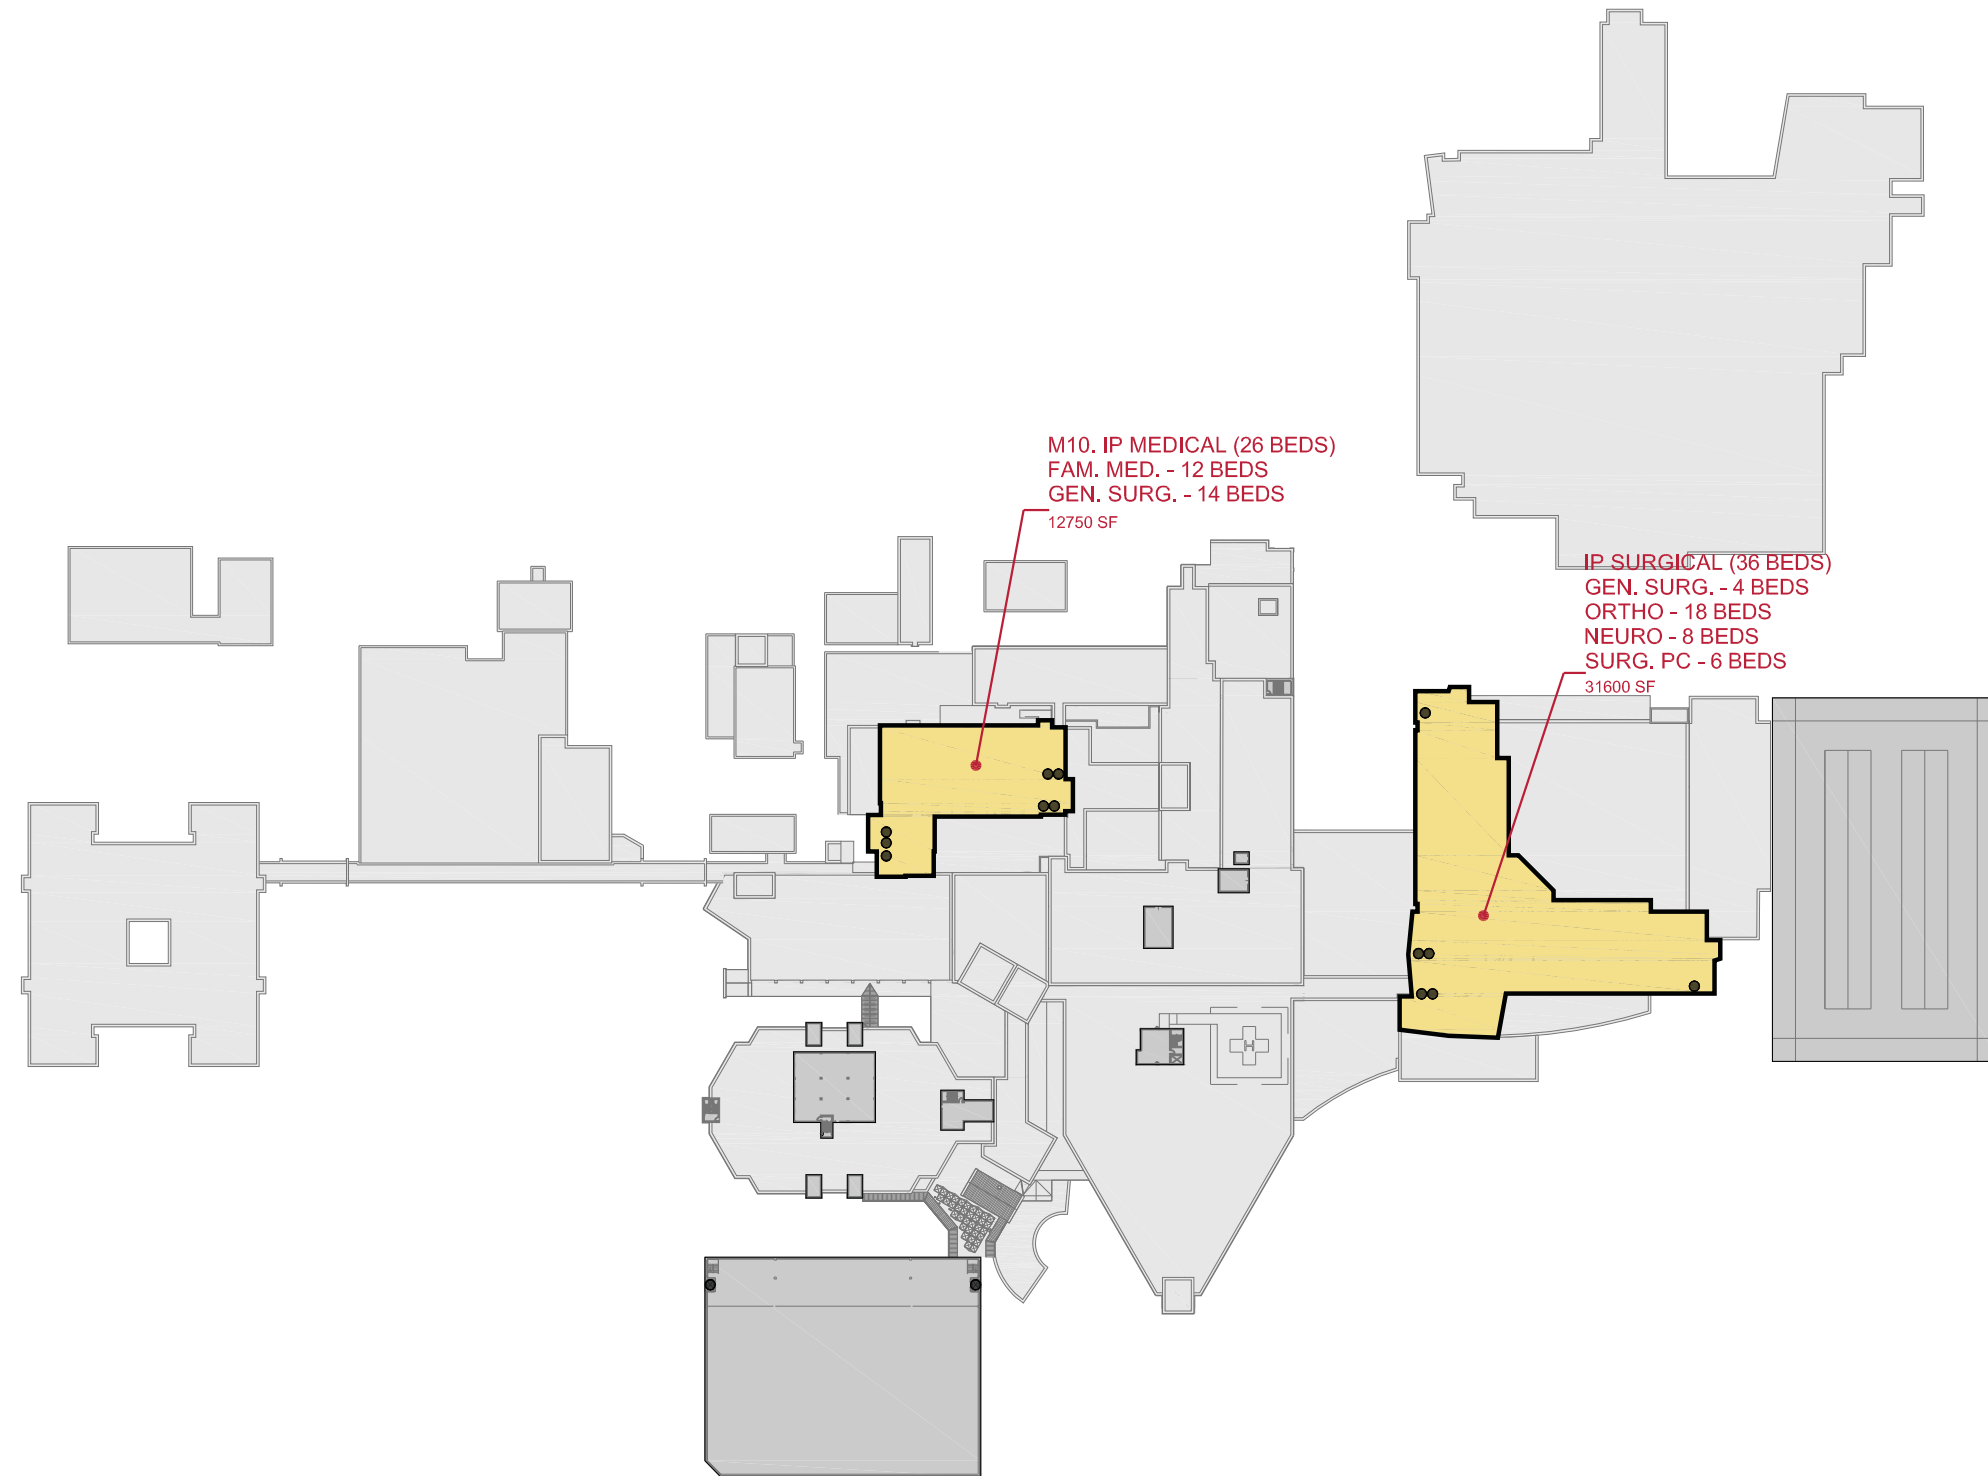 M10. IP MEDICAL (26 BEDS)
FAM. MED. - 12 BEDS
GEN. SURG. - 14 BEDS
12750 SF
IP SURGICAL (36 BEDS)
GEN. SURG. - 4 BEDS
ORTHO - 18 BEDS
NEURO - 8 BEDS
SURG. PC - 6 BEDS
31600 SF
H